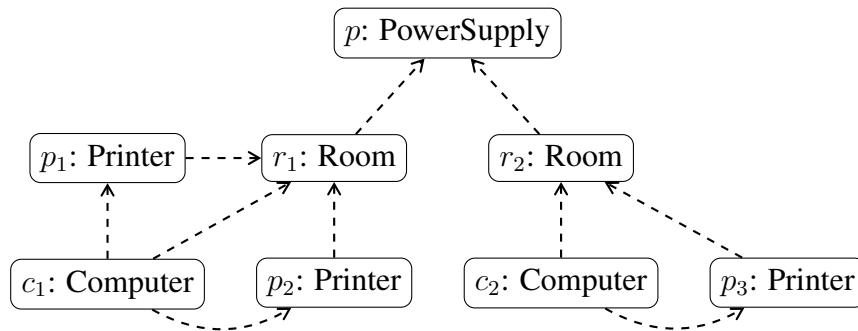 p: PowerSupply
p₁: Printer
r₁: Room
r₂: Room
c₁: Computer
p₂: Printer
c₂: Computer
p₃: Printer